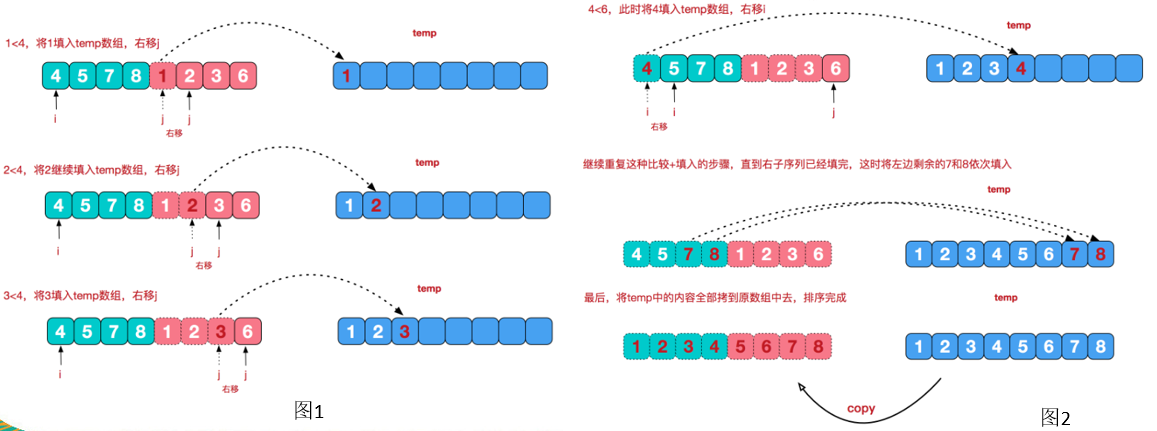 1<4，将1填入temp数组，右移j
temp
4 5 7 8 1 2 3 6
1
i j j
右移
2<4，将2继续填入temp数组，右移j
temp
4 5 7 8 1 2 3 6
1 2
i j j
右移
3<4，将3填入temp数组，右移j
temp
4 5 7 8 1 2 3 6
1 2 3
i j j
右移
图1
4<6，此时将4填入temp数组，右移i
temp
4 5 7 8 1 2 3 6
1 2 3 4
i i j
右移
继续重复这种比较+填入的步骤，直到右子序列已经填完，这时将左边剩余的7和8依次填入
temp
4 5 7 8 1 2 3 6
1 2 3 4 5 6 7 8
最后，将temp中的内容全部拷到原数组中去，排序完成
temp
1 2 3 4 5 6 7 8
1 2 3 4 5 6 7 8
copy
图2